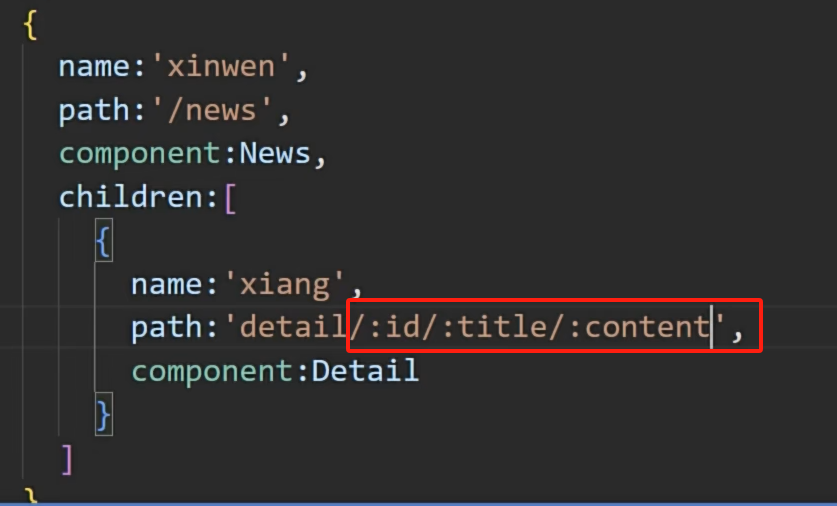 {
name:'xinwen',
path:'/news',
component:News,
children:[
{
name:'xiang',
path:'detail/:id/:title/:content',
component:Detail
}
]
}